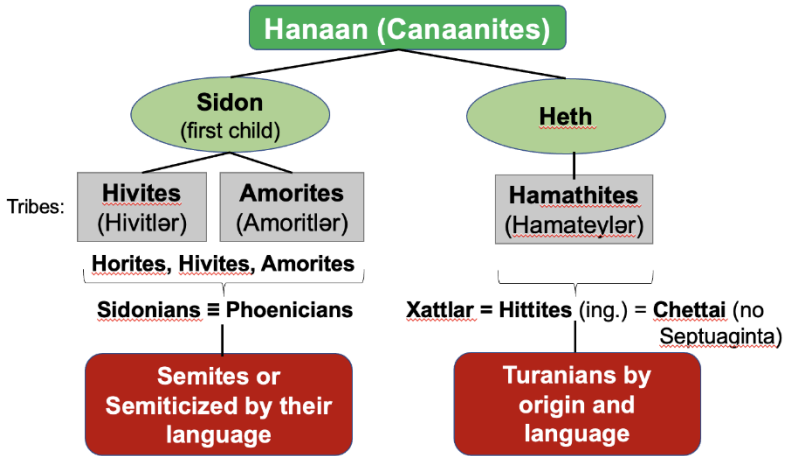 Hanaan (Canaanites)
Sidon
(first child)
Heth
Tribes:
Hivites
(Hivitlər)
Amorites
(Amoritlər)
Hamathites
(Hamateylər)
Horites, Hivites, Amorites
Sidonians ≡ Phoenicians
Xattlar = Hittites (ing.) = Chettai (no
Septuaginta)
Semites or
Semiticized by their
language
Turanians by
origin and
language